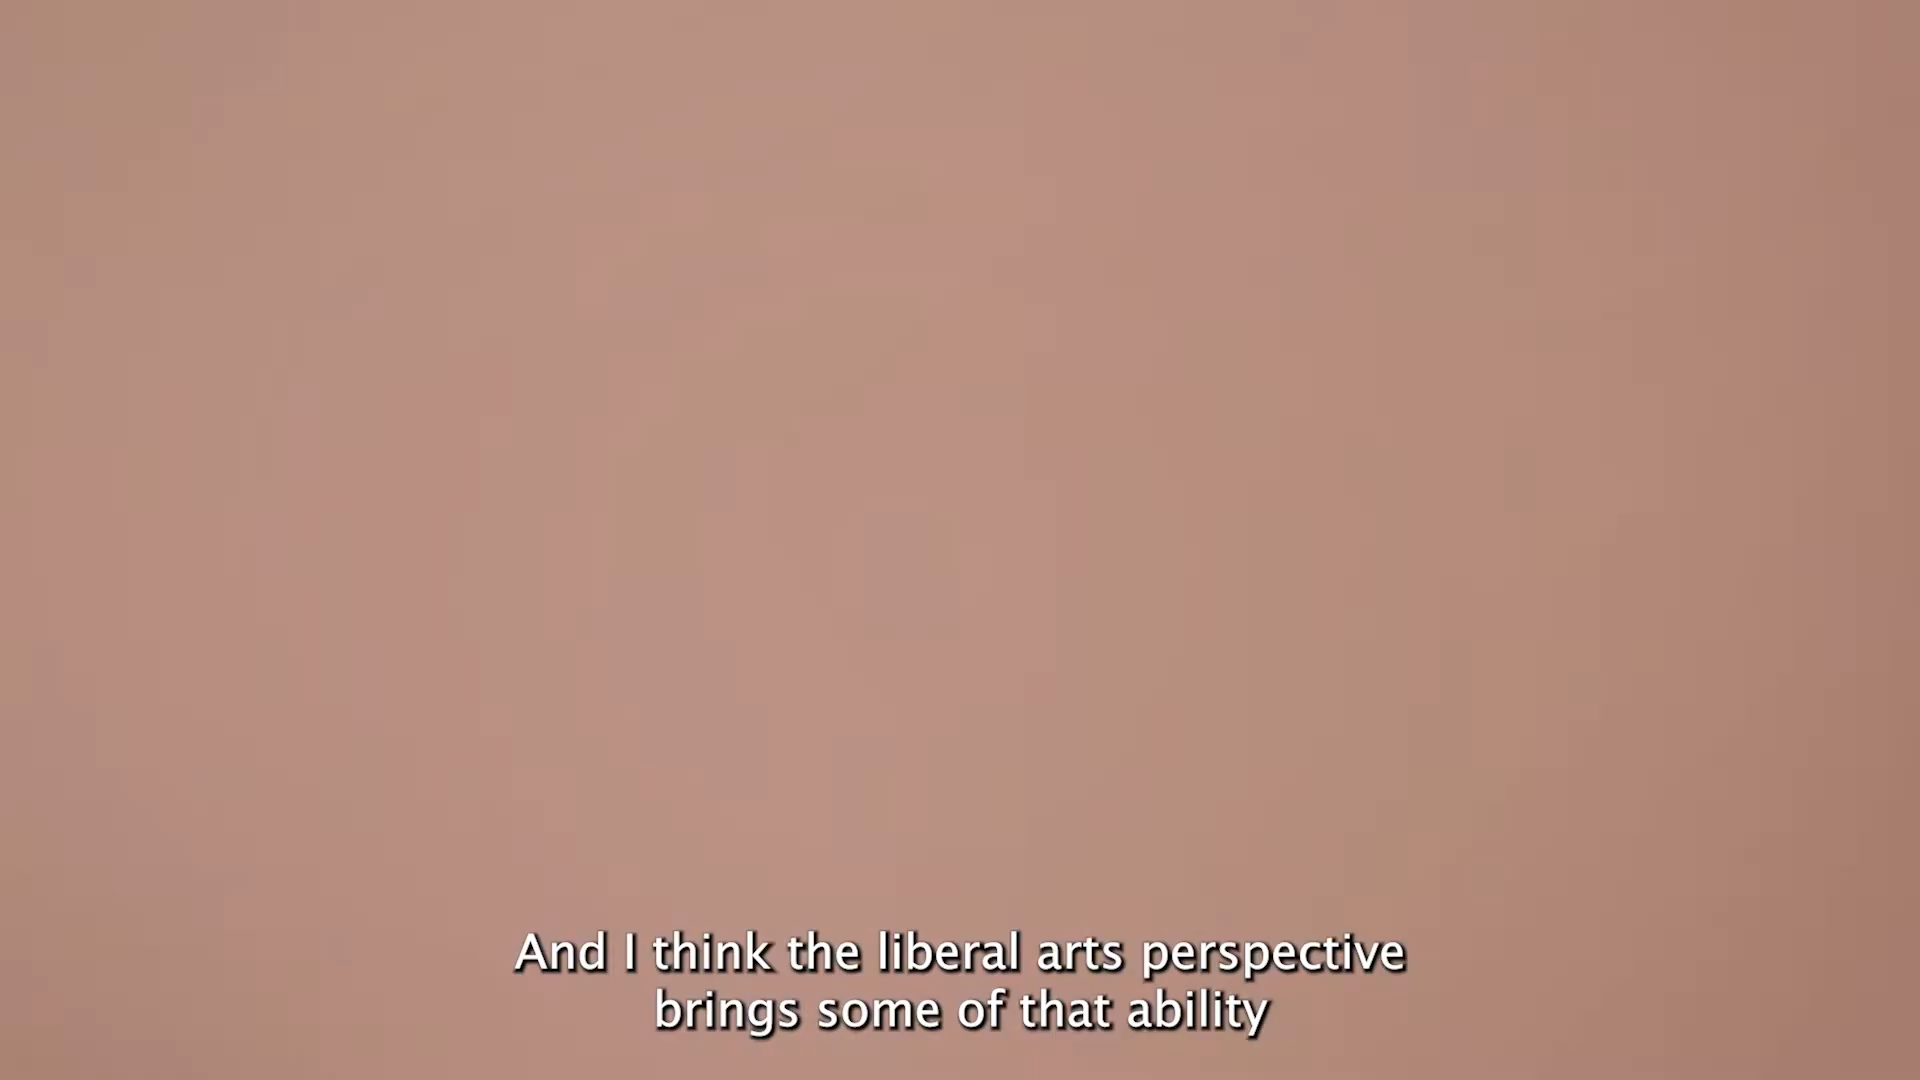 And I think the liberal arts perspective
brings some of that ability